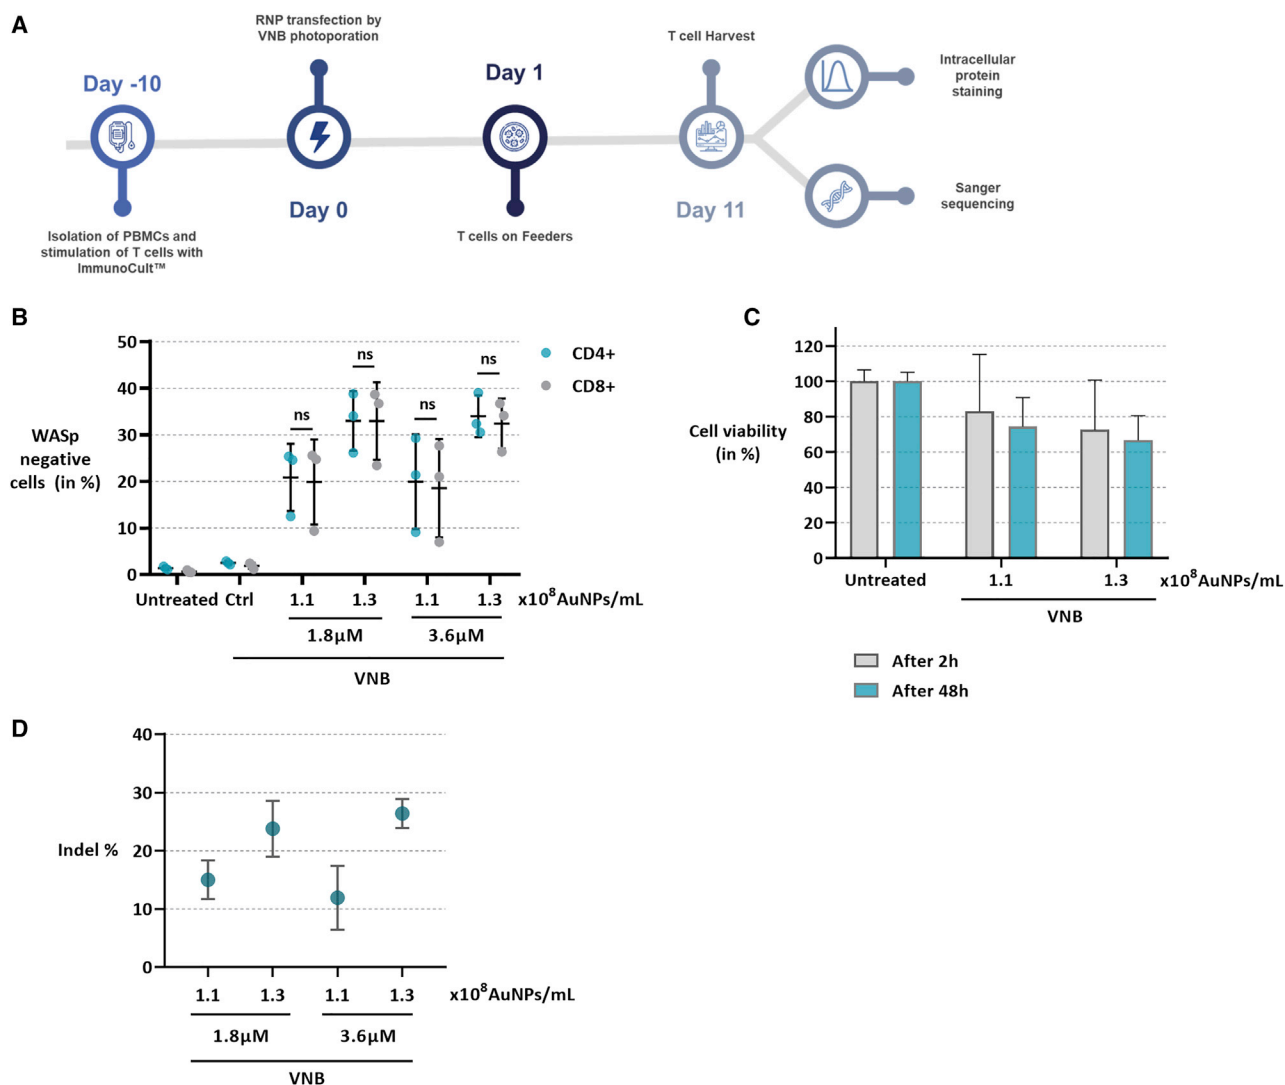 A
RNP transfection by
VNB photoporation
T cell Harvest
Intracellular
protein
staining
Day -10
Day 1
Day 0
Day 11
Sanger
sequencing
Isolation of PBMCs and
stimulation of T cells with
ImmunoCult™
T cells on Feeders
B
WASp
negative
cells (in %)
50
40
30
20
10
0
ns
ns
ns
ns
CD4+
CD8+
Untreated Ctrl 1.1 1.3 1.1 1.3 x10⁸AuNPs/mL
1.8µM 3.6µM
VNB
C
Cell viability
(in %)
120
100
80
60
40
20
0
Untreated 1.1 1.3 x10⁸AuNPs/mL
VNB
After 2h
After 48h
D
Indel %
40
30
20
10
0
1.1 1.3 1.1 1.3 x10⁸AuNPs/mL
1.8µM 3.6µM
VNB